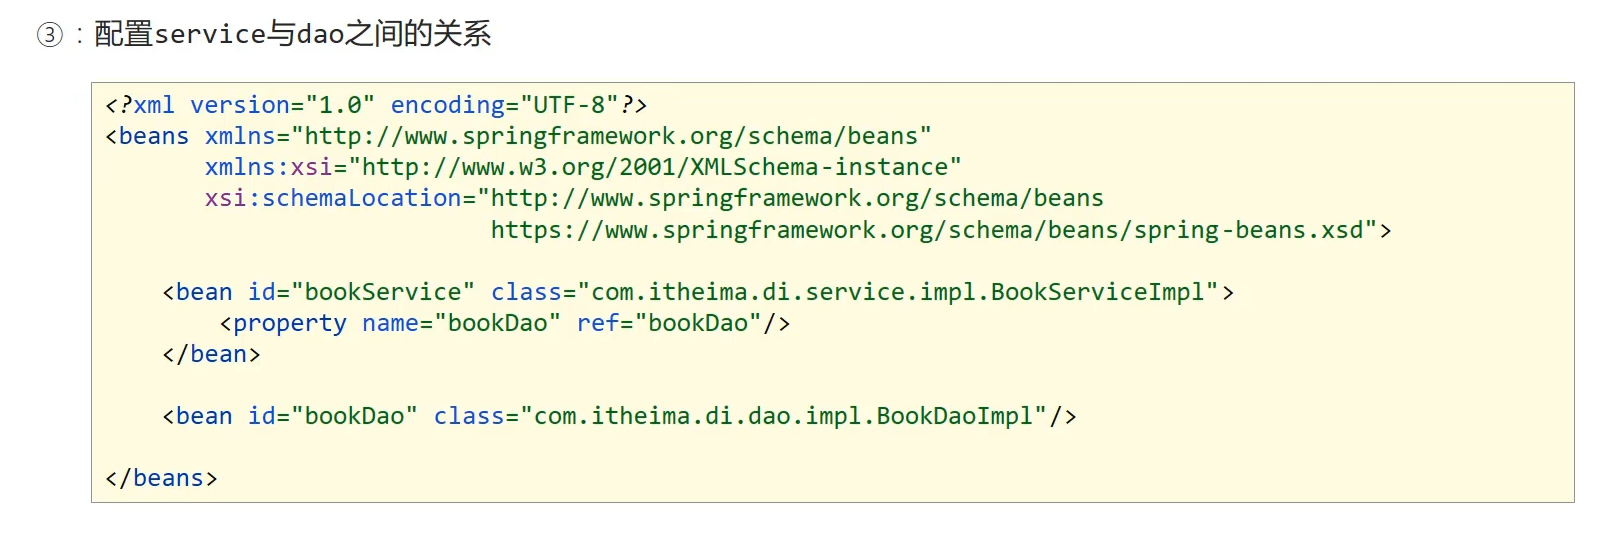 ③：配置service与dao之间的关系
<?xml version="1.0" encoding="UTF-8"?>
<beans xmlns="http://www.springframework.org/schema/beans"
       xmlns:xsi="http://www.w3.org/2001/XMLSchema-instance"
       xsi:schemaLocation="http://www.springframework.org/schema/beans
                           https://www.springframework.org/schema/beans/spring-beans.xsd">
    <bean id="bookService" class="com.itheima.di.service.impl.BookServiceImpl">
        <property name="bookDao" ref="bookDao"/>
    </bean>
    <bean id="bookDao" class="com.itheima.di.dao.impl.BookDaoImpl"/>
</beans>